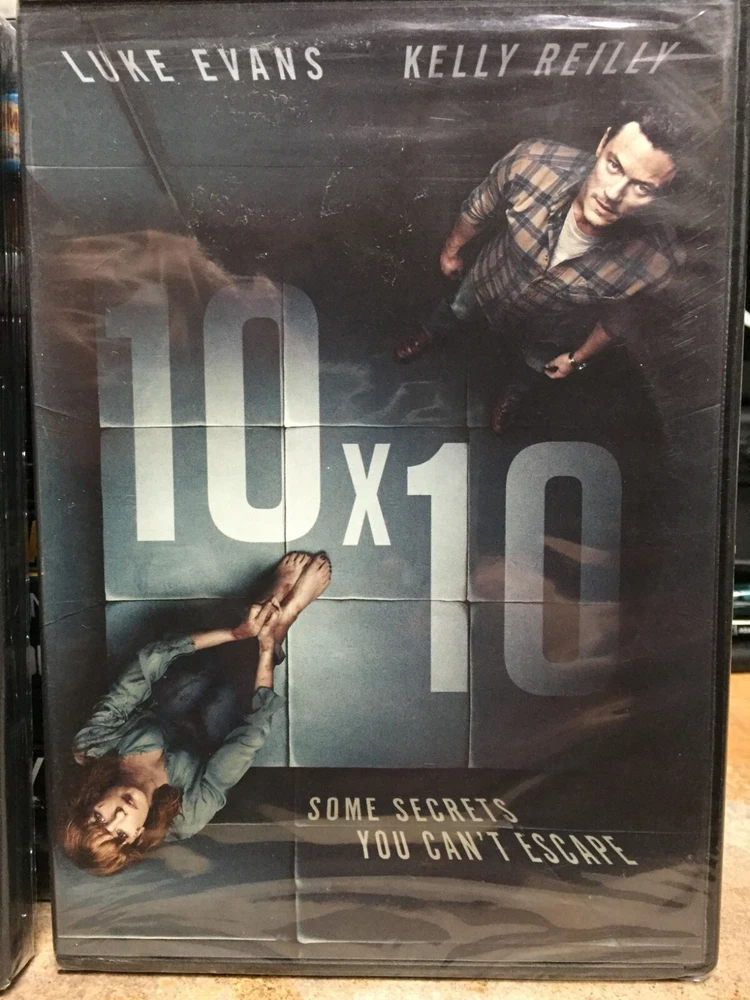 LUKE EVANS KELLY REILLY
10 X 10
SOME SECRETS
YOU CAN'T ESCAPE